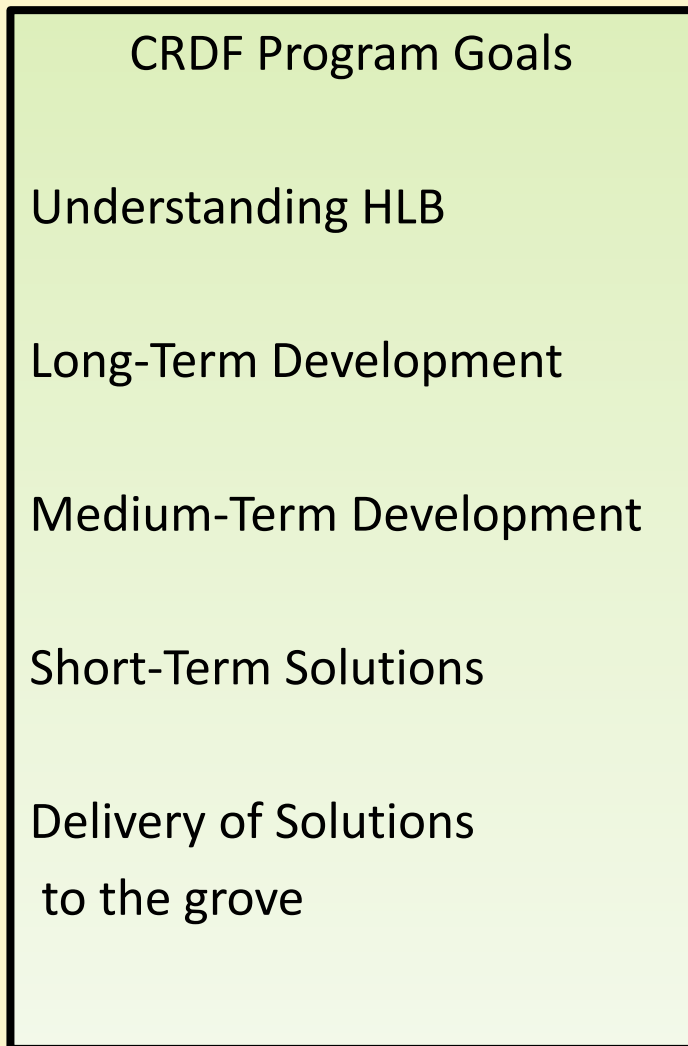 CRDF Program Goals
Understanding HLB
Long-Term Development
Medium-Term Development
Short-Term Solutions
Delivery of Solutions
to the grove